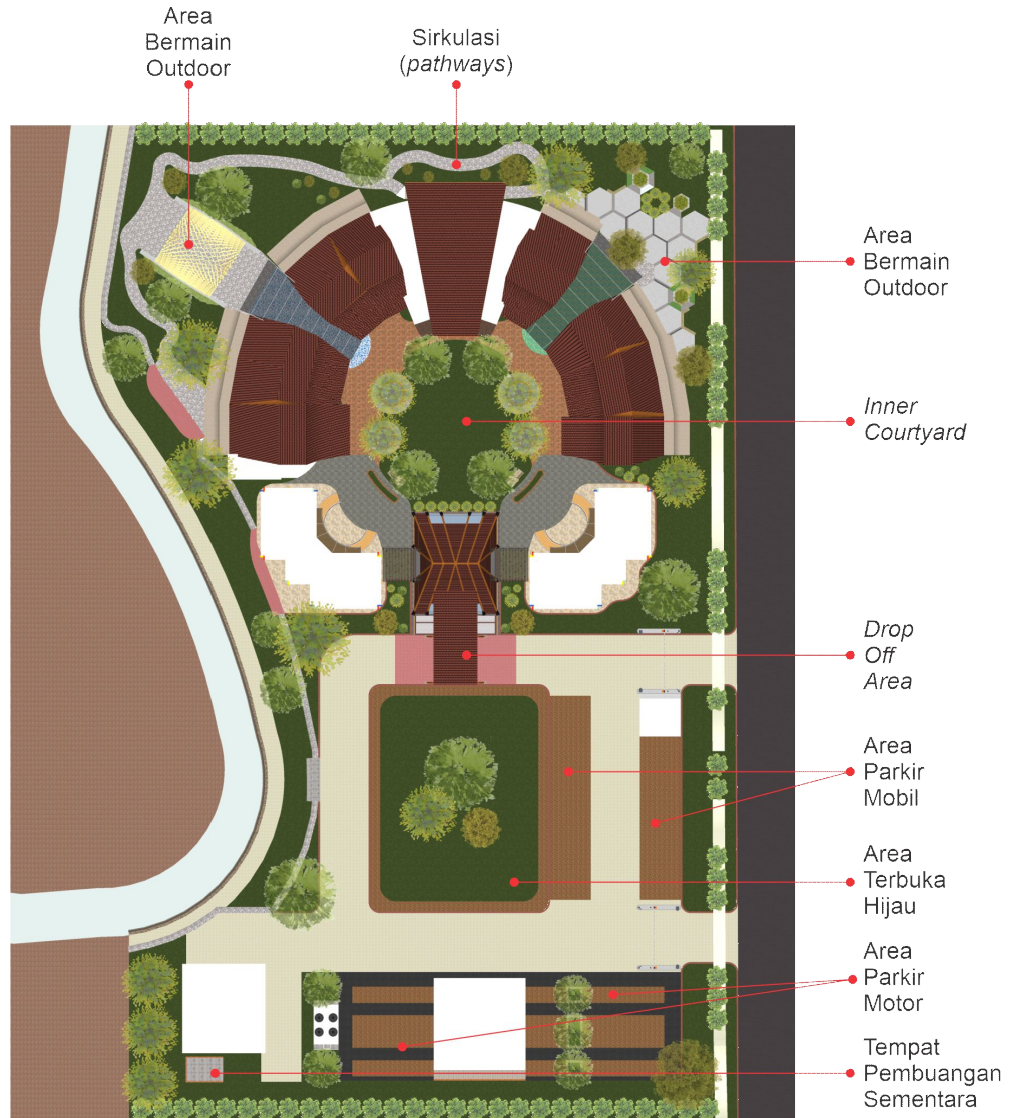 Area
Bermain
Outdoor
Sirkulasi
(pathways)
Area
Bermain
Outdoor
Inner
Courtyard
Drop
Off
Area
Area
Parkir
Mobil
Area
Terbuka
Hijau
Area
Parkir
Motor
Tempat
Pembuangan
Sementara